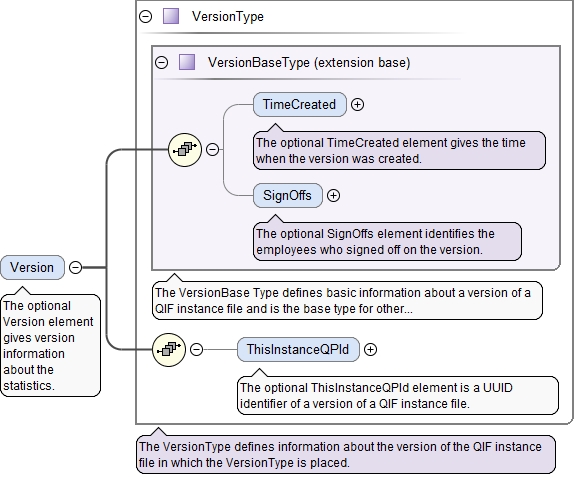 VersionType
VersionBaseType (extension base)
TimeCreated
The optional TimeCreated element gives the time
when the version was created.
SignOffs
The optional SignOffs element identifies the
employees who signed off on the version.
Version
The optional
Version element
gives version
information
about the
statistics.
The VersionBase Type defines basic information about a version of a
QIF instance file and is the base type for other...
ThisInstanceQPId
The optional ThisInstanceQPId element is a UUID
identifier of a version of a QIF instance file.
The VersionType defines information about the version of the QIF instance
file in which the VersionType is placed.